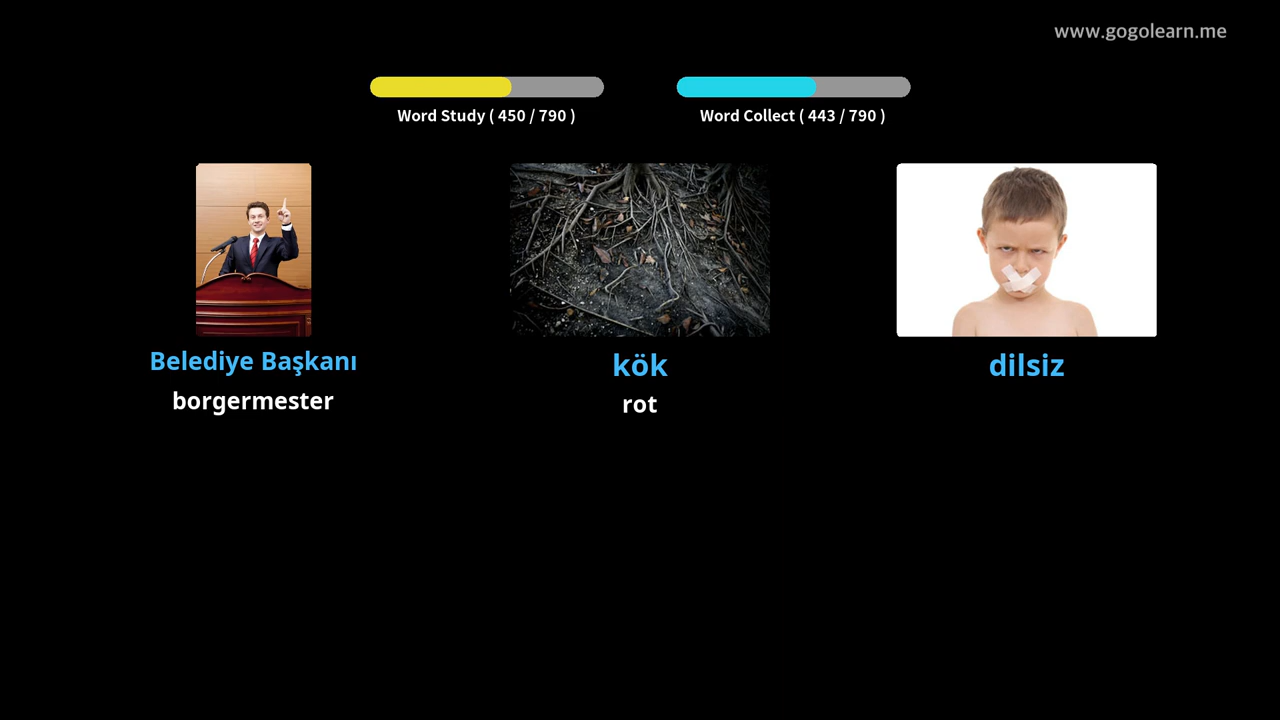 www.gogolearn.me
Word Study ( 450 / 790 )
Word Collect ( 443 / 790 )
Belediye Başkanı
borgermester
kök
rot
dilsiz